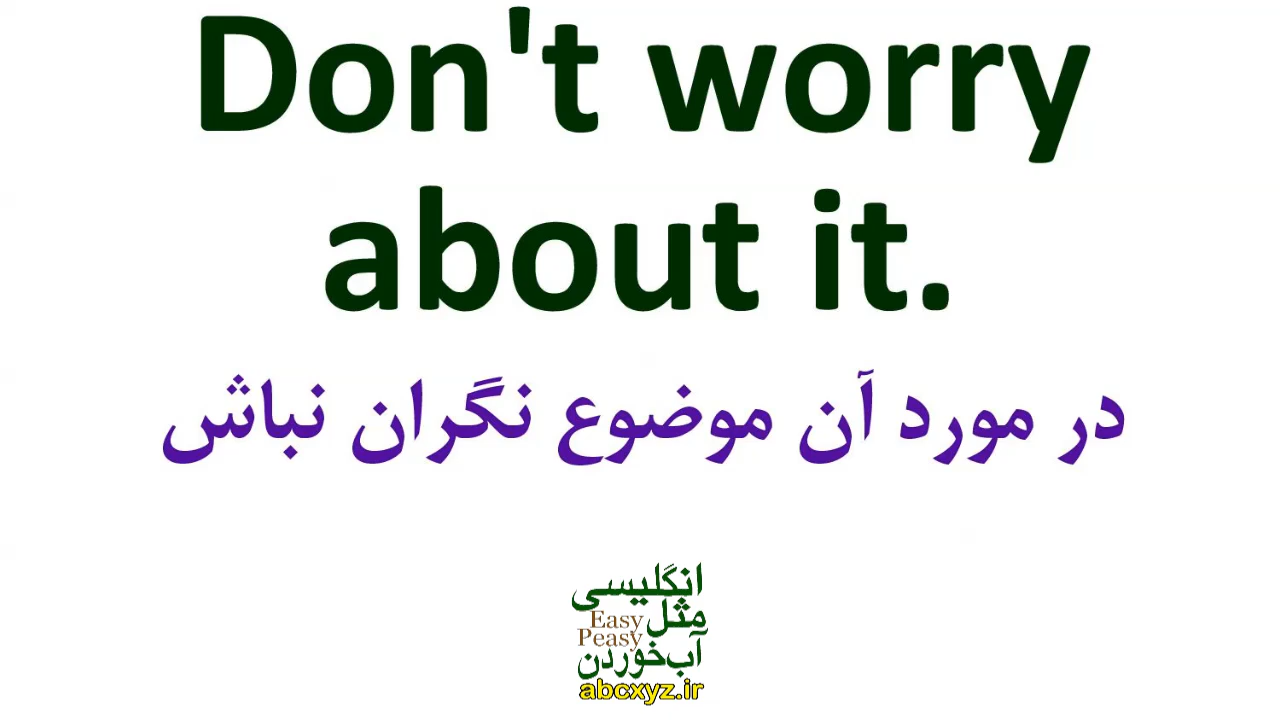 Don't worry
about it.
در مورد آن موضوع نگران نباش
انگلیسی
مثل
Easy
Peasy
آب‌خوردن
abcxyz.ir